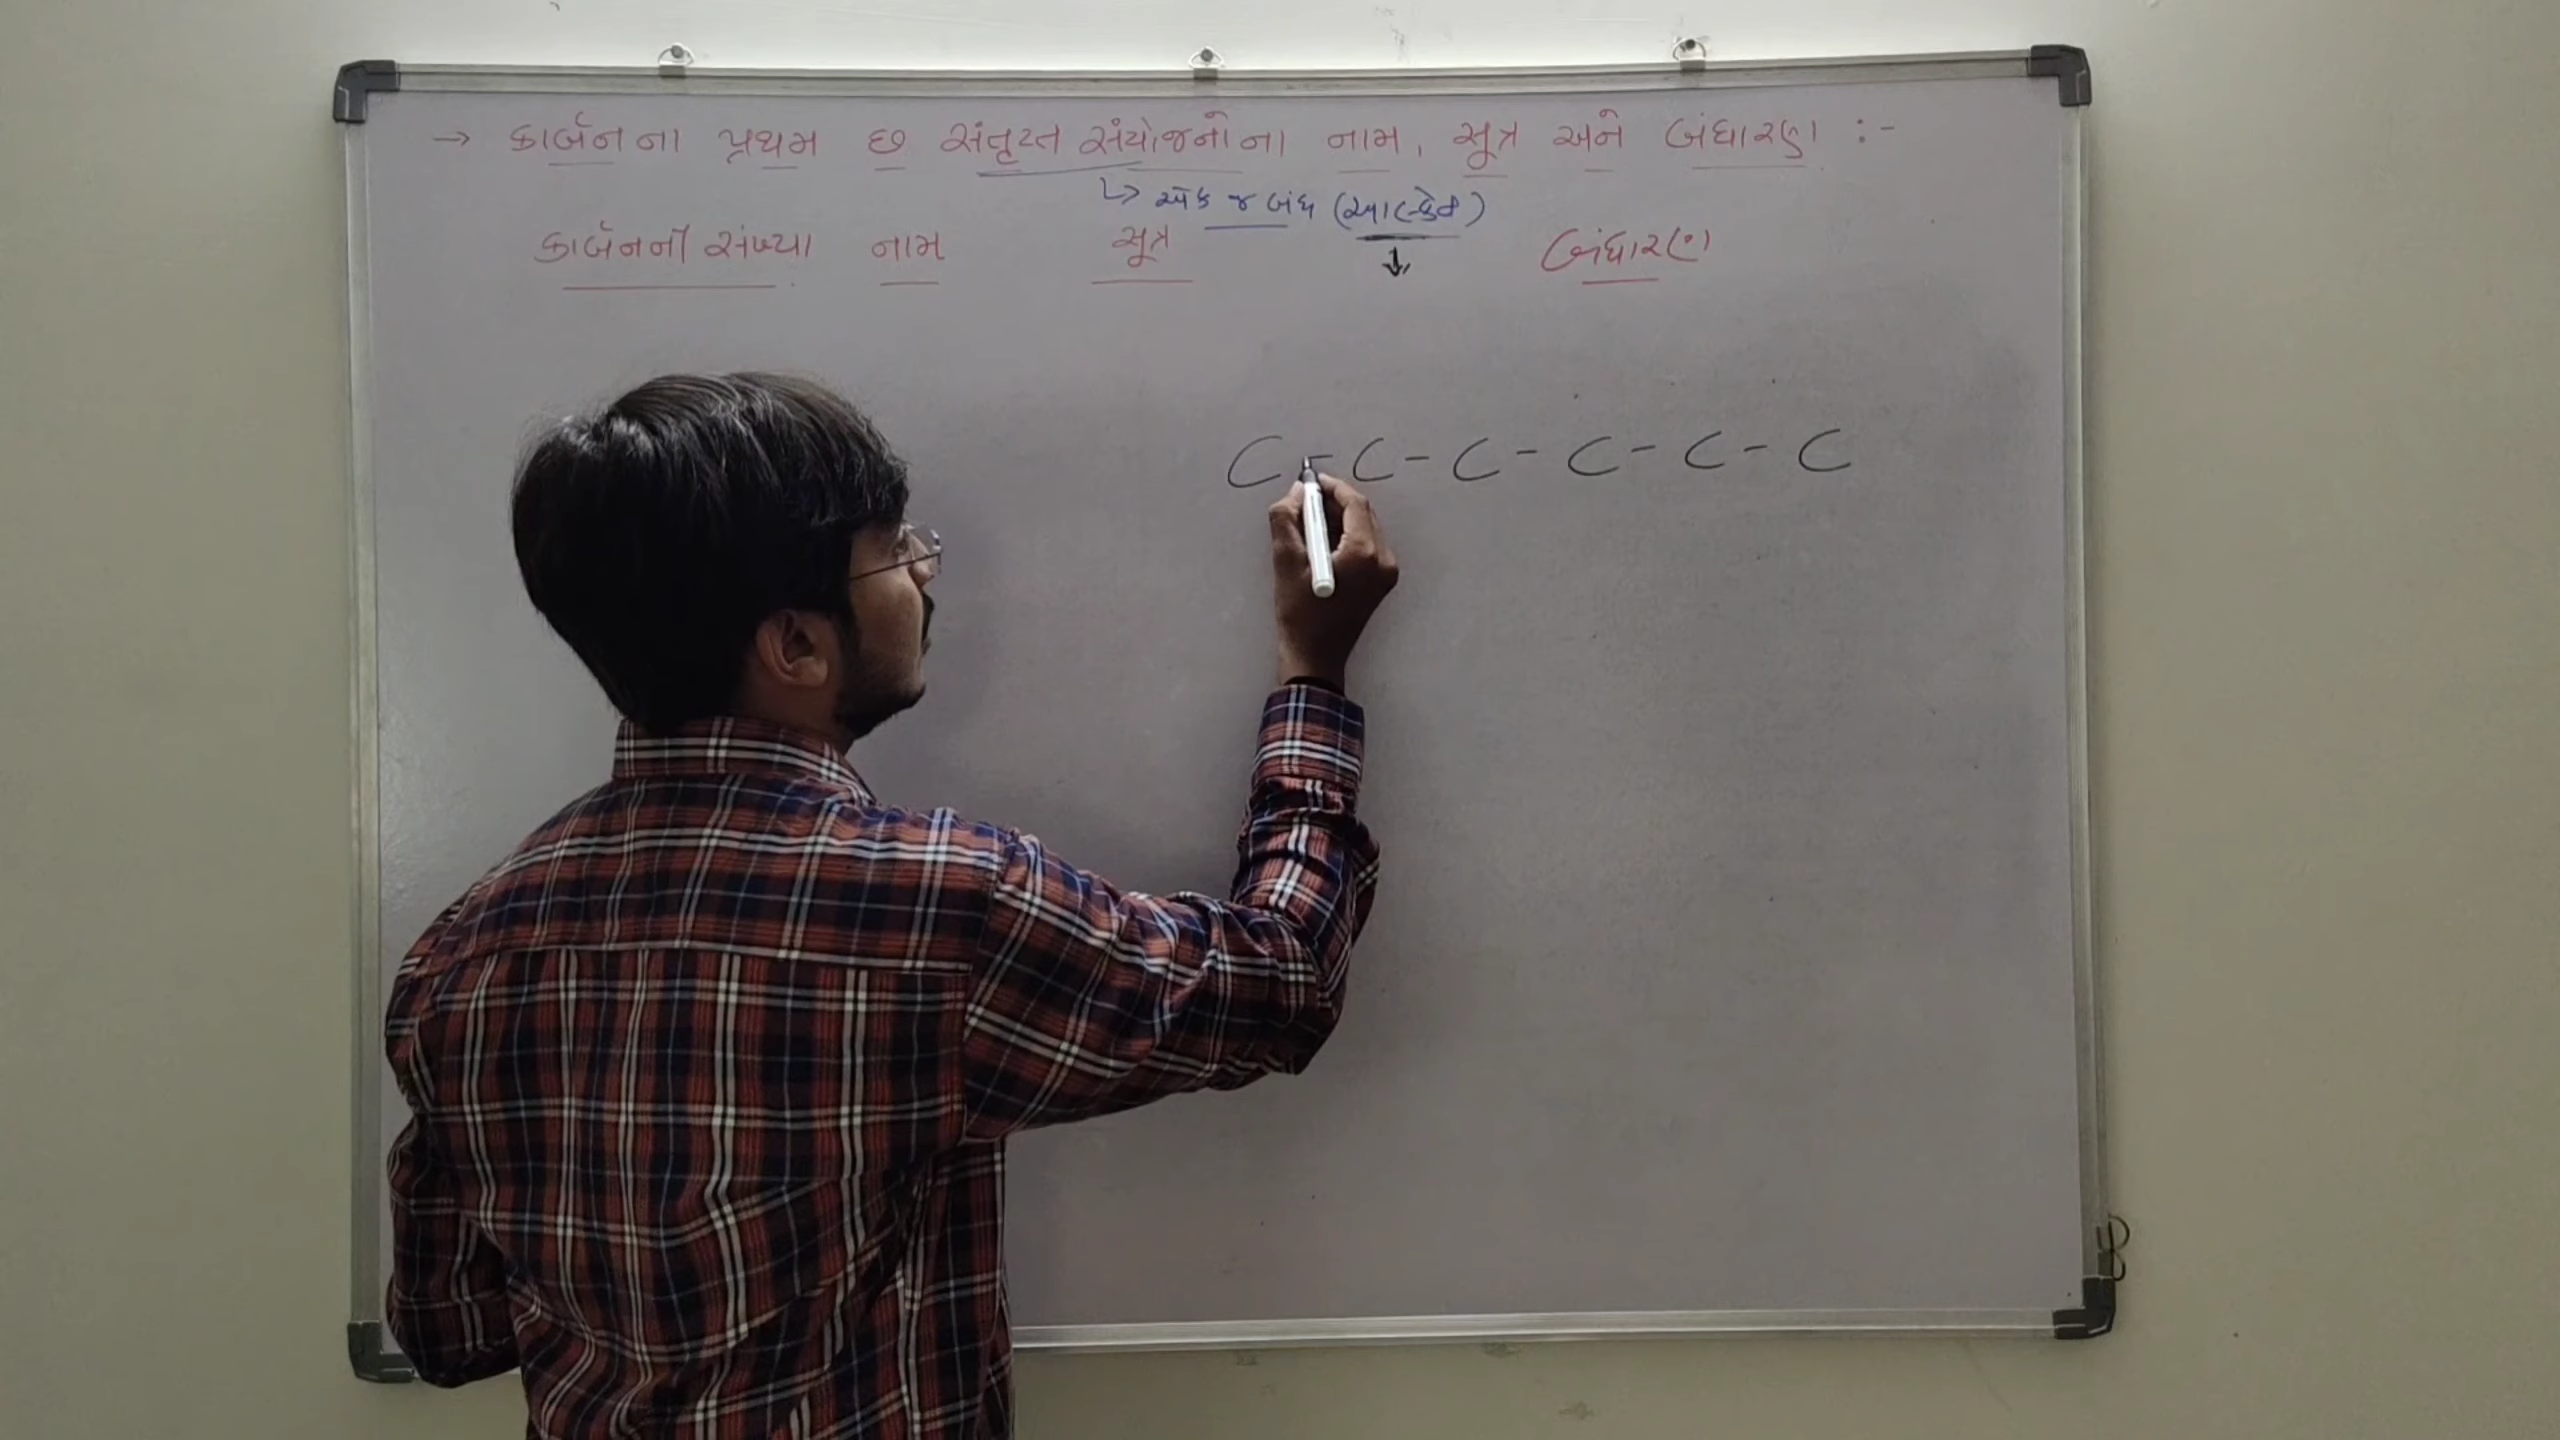 → કાર્બનના પ્રથમ છ સંતૃપ્ત સંયોજનોના નામ, સૂત્ર અને બંધારણ :-
↳ એક જ બંધ (આલ્કેન)
કાર્બનની સંખ્યા નામ સૂત્ર ↓ બંધારણ
C - C - C - C - C - C